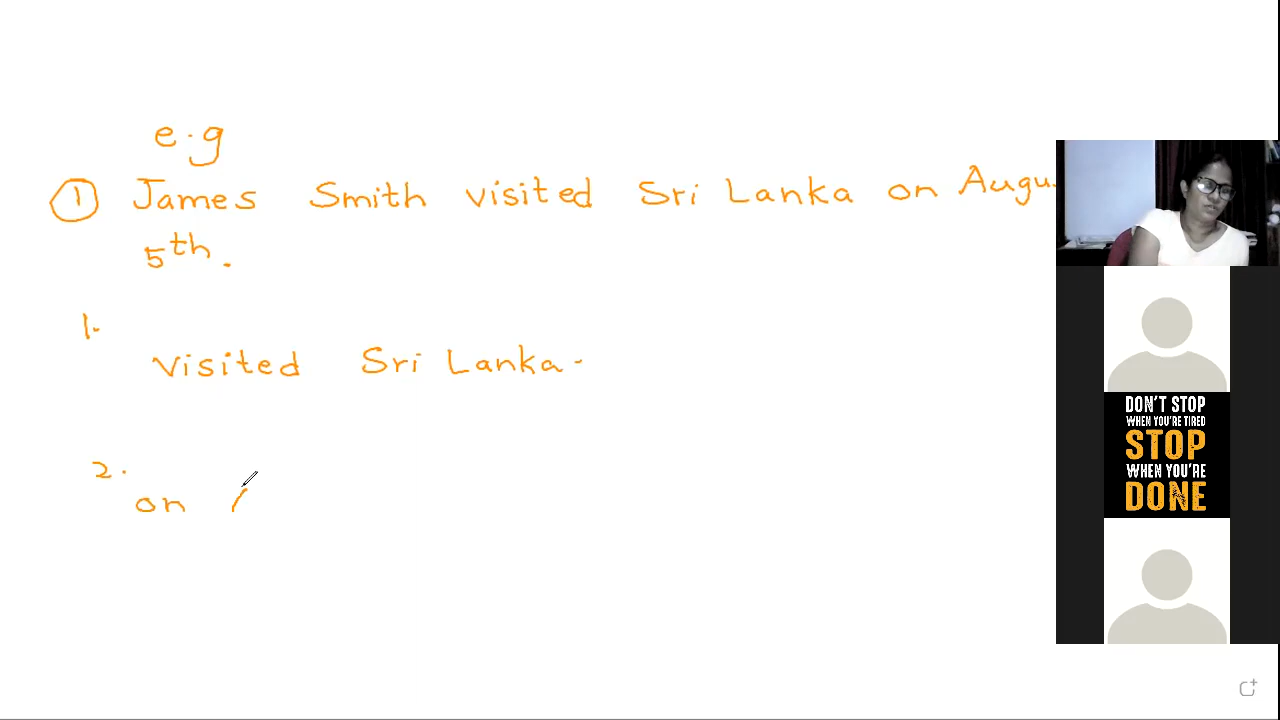 e.g
① James Smith visited Sri Lanka on Augu
5th.
1.
visited Sri Lanka.
2.
on
DON'T STOP
WHEN YOU'RE TIRED
STOP
WHEN YOU'RE
DONE